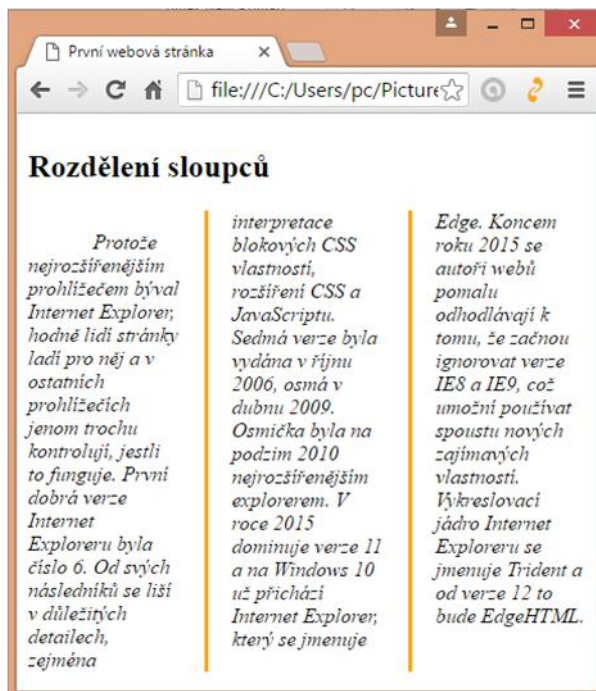 První webová stránka
file:///C:/Users/pc/Picture
Rozdělení sloupců
Protože
nejrozšířenějším
prohlížečem býval
Internet Explorer,
hodně lidí stránky
ladí pro něj a v
ostatních
prohlížečích
jenom trochu
kontrolují, jestli
to funguje. První
dobrá verze
Internet
Exploreru byla
číslo 6. Od svých
následníků se liší
v důležitých
detailech,
zejména
interpretace
blokových CSS
vlastností,
rozšíření CSS a
JavaScriptu.
Sedmá verze byla
vydána v říjnu
2006, osmá v
dubnu 2009.
Osmička byla na
podzim 2010
nejrozšířenějším
explorerem. V
roce 2015
dominuje verze 11
a na Windows 10
už přichází
Internet Explorer,
který se jmenuje
Edge. Koncem
roku 2015 se
autoři webů
pomalu
odhodlávají k
tomu, že začnou
ignorovat verze
IE8 a IE9, což
umožní používat
spoustu nových
zajímavých
vlastností.
Vykreslovací
jádro Internet
Exploreru se
jmenuje Trident a
od verze 12 to
bude EdgeHTML.